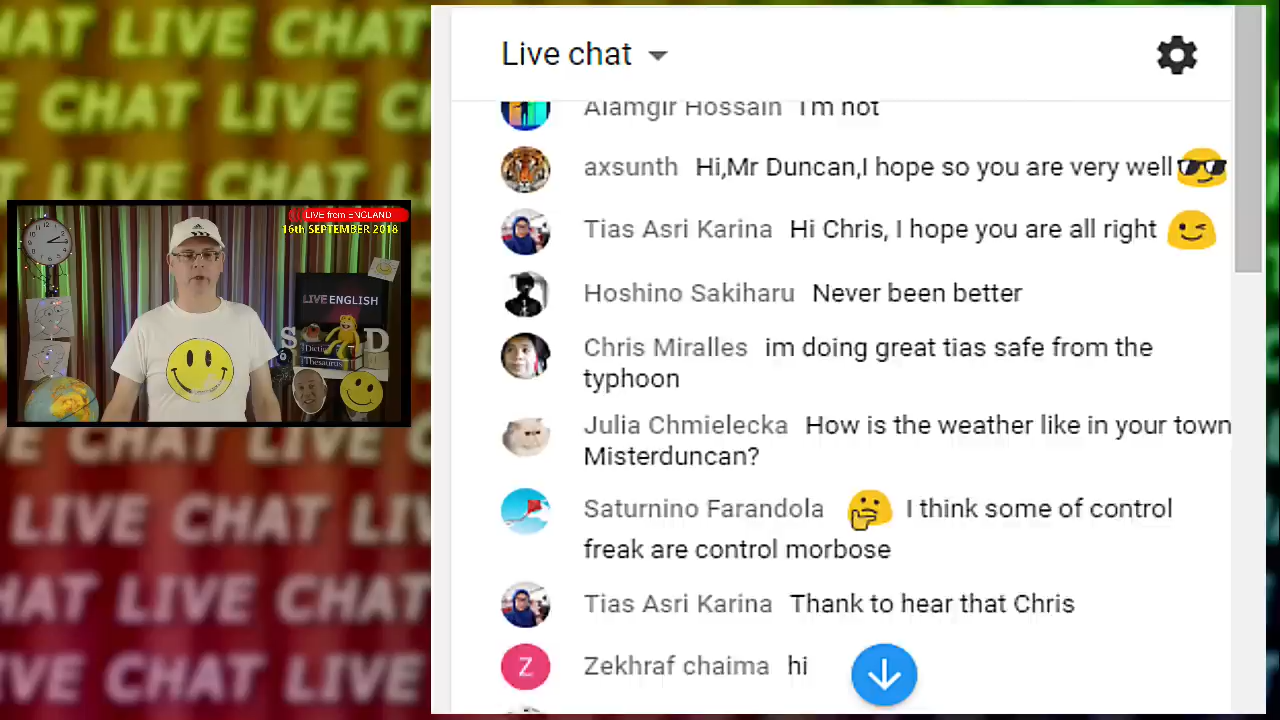 HAT LIVE CHAT LIVE
E CHAT LIVE C
LIVE CHAT LIVE
LIVE from ENGLAND
16th SEPTEMBER 2018
LIVE ENGLISH
S D
Thesaurus
LIVE CHAT
HAT LIVE CHAT
IVE CHAT LIVE
Live chat
Alamgir Hossain I'm not
axsunth Hi,Mr Duncan,I hope so you are very well 😎
Tias Asri Karina Hi Chris, I hope you are all right 😉
Hoshino Sakiharu Never been better
Chris Miralles im doing great tias safe from the
typhoon
Julia Chmielecka How is the weather like in your town
Misterduncan?
Saturnino Farandola 🤔 I think some of control
freak are control morbose
Tias Asri Karina Thank to hear that Chris
Z Zekhraf chaima hi